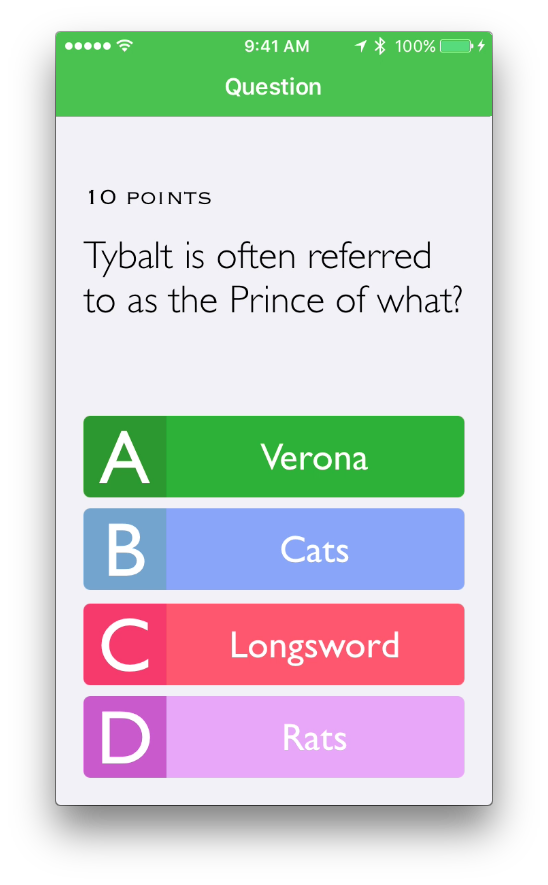 9:41 AM 100%
Question
10 POINTS
Tybalt is often referred
to as the Prince of what?
A Verona
B Cats
C Longsword
D Rats